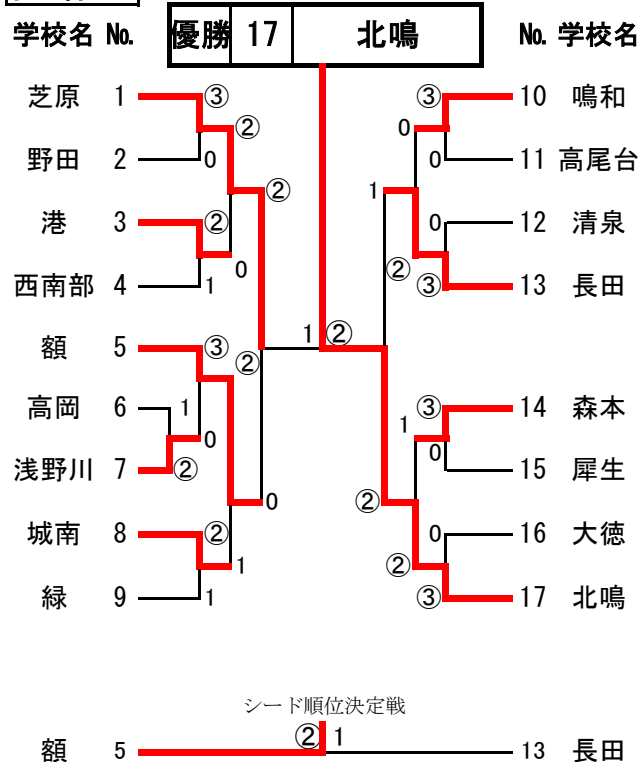 学校名 No. 優勝 17 北鳴 No. 学校名
芝原 1 ③ ③ 10 鳴和
② 0
野田 2 0 0 11 高尾台
② 1
港 3 ② 0 12 清泉
0 ②
西南部 4 1 ③ 13 長田
1 ②
額 5 ③ ②
高岡 6 1 ③ 14 森本
0 1
浅野川 7 ② 0 15 犀生
0 ②
城南 8 ② 0 16 大徳
1 ②
緑 9 1 ③ 17 北鳴
シード順位決定戦
額 5 ② 1 13 長田